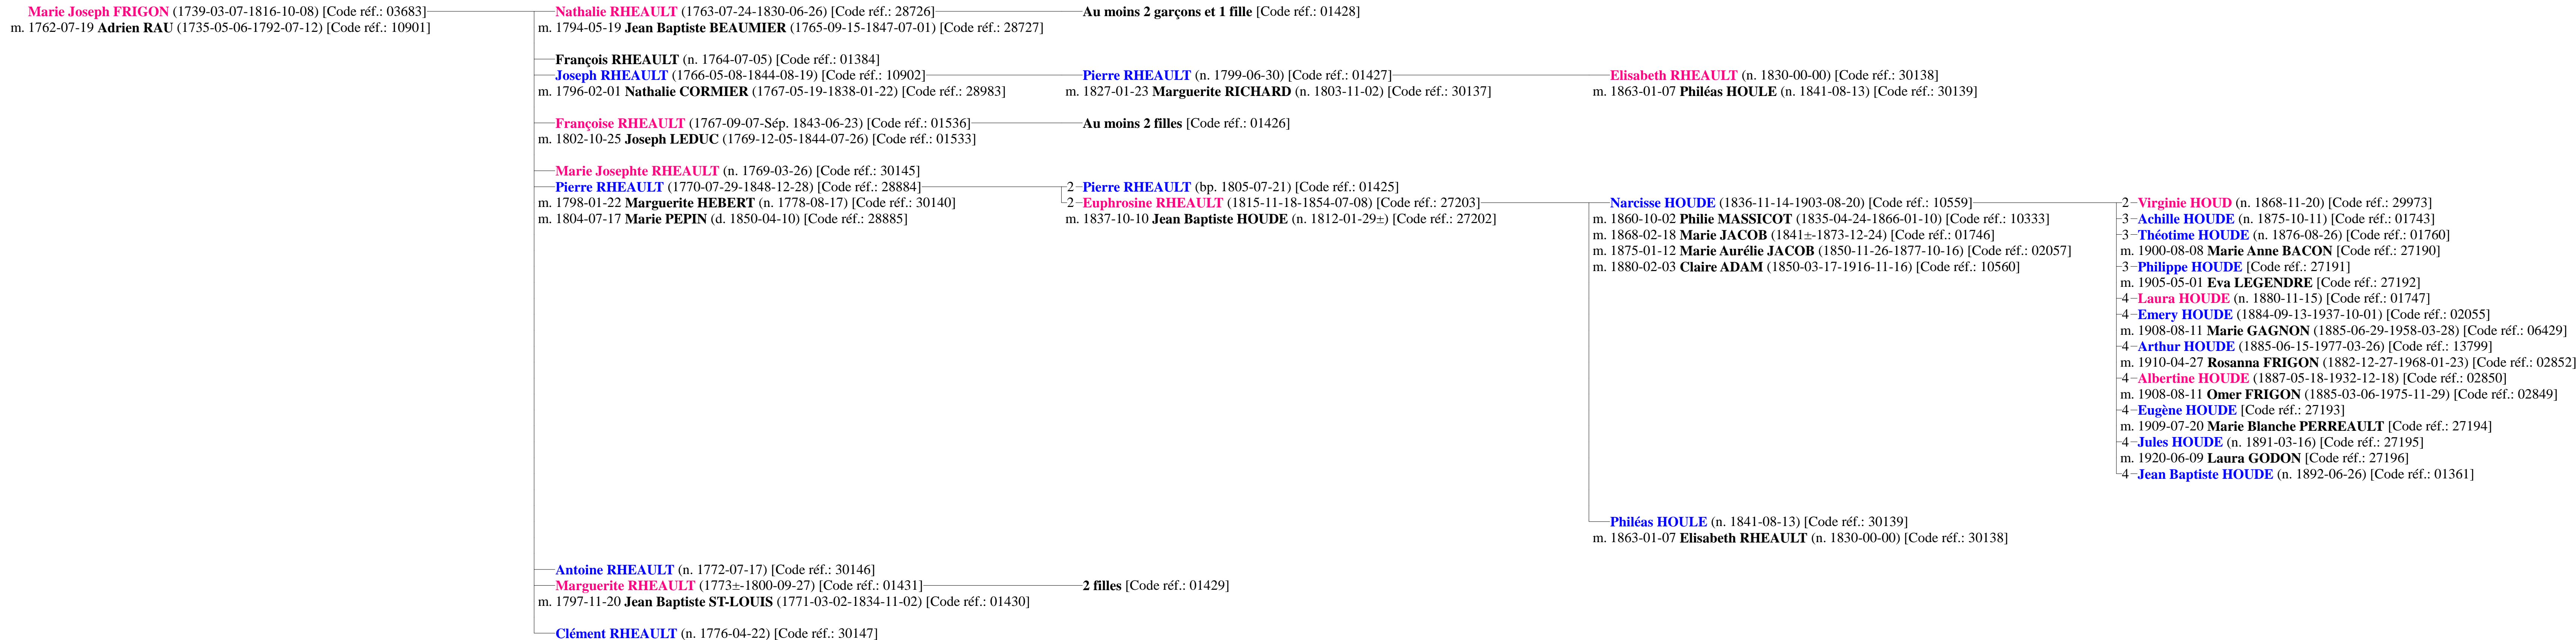 Marie Joseph FRIGON (1739-03-07-1816-10-08) [Code réf.: 03683]
m. 1762-07-19 Adrien RAU (1735-05-06-1792-07-12) [Code réf.: 10901]
Nathalie RHEAULT (1763-07-24-1830-06-26) [Code réf.: 28726]
m. 1794-05-19 Jean Baptiste BEAUMIER (1765-09-15-1847-07-01) [Code réf.: 28727]
Au moins 2 garçons et 1 fille [Code réf.: 01428]
François RHEAULT (n. 1764-07-05) [Code réf.: 01384]
Joseph RHEAULT (1766-05-08-1844-08-19) [Code réf.: 10902]
m. 1796-02-01 Nathalie CORMIER (1767-05-19-1838-01-22) [Code réf.: 28983]
Pierre RHEAULT (n. 1799-06-30) [Code réf.: 01427]
m. 1827-01-23 Marguerite RICHARD (n. 1803-11-02) [Code réf.: 30137]
Elisabeth RHEAULT (n. 1830-00-00) [Code réf.: 30138]
m. 1863-01-07 Philéas HOULE (n. 1841-08-13) [Code réf.: 30139]
Françoise RHEAULT (1767-09-07-Sép. 1843-06-23) [Code réf.: 01536]
m. 1802-10-25 Joseph LEDUC (1769-12-05-1844-07-26) [Code réf.: 01533]
Au moins 2 filles [Code réf.: 01426]
Marie Josephte RHEAULT (n. 1769-03-26) [Code réf.: 30145]
Pierre RHEAULT (1770-07-29-1848-12-28) [Code réf.: 28884]
m. 1798-01-22 Marguerite HEBERT (n. 1778-08-17) [Code réf.: 30140]
m. 1804-07-17 Marie PEPIN (d. 1850-04-10) [Code réf.: 28885]
2 Pierre RHEAULT (bp. 1805-07-21) [Code réf.: 01425]
2 Euphrosine RHEAULT (1815-11-18-1854-07-08) [Code réf.: 27203]
m. 1837-10-10 Jean Baptiste HOUDE (n. 1812-01-29±) [Code réf.: 27202]
Narcisse HOUDE (1836-11-14-1903-08-20) [Code réf.: 10559]
m. 1860-10-02 Philie MASSICOT (1835-04-24-1866-01-10) [Code réf.: 10333]
m. 1868-02-18 Marie JACOB (1841±-1873-12-24) [Code réf.: 01746]
m. 1875-01-12 Marie Aurélie JACOB (1850-11-26-1877-10-16) [Code réf.: 02057]
m. 1880-02-03 Claire ADAM (1850-03-17-1916-11-16) [Code réf.: 10560]
2 Virginie HOUD (n. 1868-11-20) [Code réf.: 29973]
3 Achille HOUDE (n. 1875-10-11) [Code réf.: 01743]
3 Théotime HOUDE (n. 1876-08-26) [Code réf.: 01760]
m. 1900-08-08 Marie Anne BACON [Code réf.: 27190]
3 Philippe HOUDE [Code réf.: 27191]
m. 1905-05-01 Eva LEGENDRE [Code réf.: 27192]
4 Laura HOUDE (n. 1880-11-15) [Code réf.: 01747]
4 Emery HOUDE (1884-09-13-1937-10-01) [Code réf.: 02055]
m. 1908-08-11 Marie GAGNON (1885-06-29-1958-03-28) [Code réf.: 06429]
4 Arthur HOUDE (1885-06-15-1977-03-26) [Code réf.: 13799]
m. 1910-04-27 Rosanna FRIGON (1882-12-27-1968-01-23) [Code réf.: 02852]
4 Albertine HOUDE (1887-05-18-1932-12-18) [Code réf.: 02850]
m. 1908-08-11 Omer FRIGON (1885-03-06-1975-11-29) [Code réf.: 02849]
4 Eugène HOUDE [Code réf.: 27193]
m. 1909-07-20 Marie Blanche PERREAULT [Code réf.: 27194]
4 Jules HOUDE (n. 1891-03-16) [Code réf.: 27195]
m. 1920-06-09 Laura GODON [Code réf.: 27196]
4 Jean Baptiste HOUDE (n. 1892-06-26) [Code réf.: 01361]
Philéas HOULE (n. 1841-08-13) [Code réf.: 30139]
m. 1863-01-07 Elisabeth RHEAULT (n. 1830-00-00) [Code réf.: 30138]
Antoine RHEAULT (n. 1772-07-17) [Code réf.: 30146]
Marguerite RHEAULT (1773±-1800-09-27) [Code réf.: 01431]
m. 1797-11-20 Jean Baptiste ST-LOUIS (1771-03-02-1834-11-02) [Code réf.: 01430]
2 filles [Code réf.: 01429]
Clément RHEAULT (n. 1776-04-22) [Code réf.: 30147]